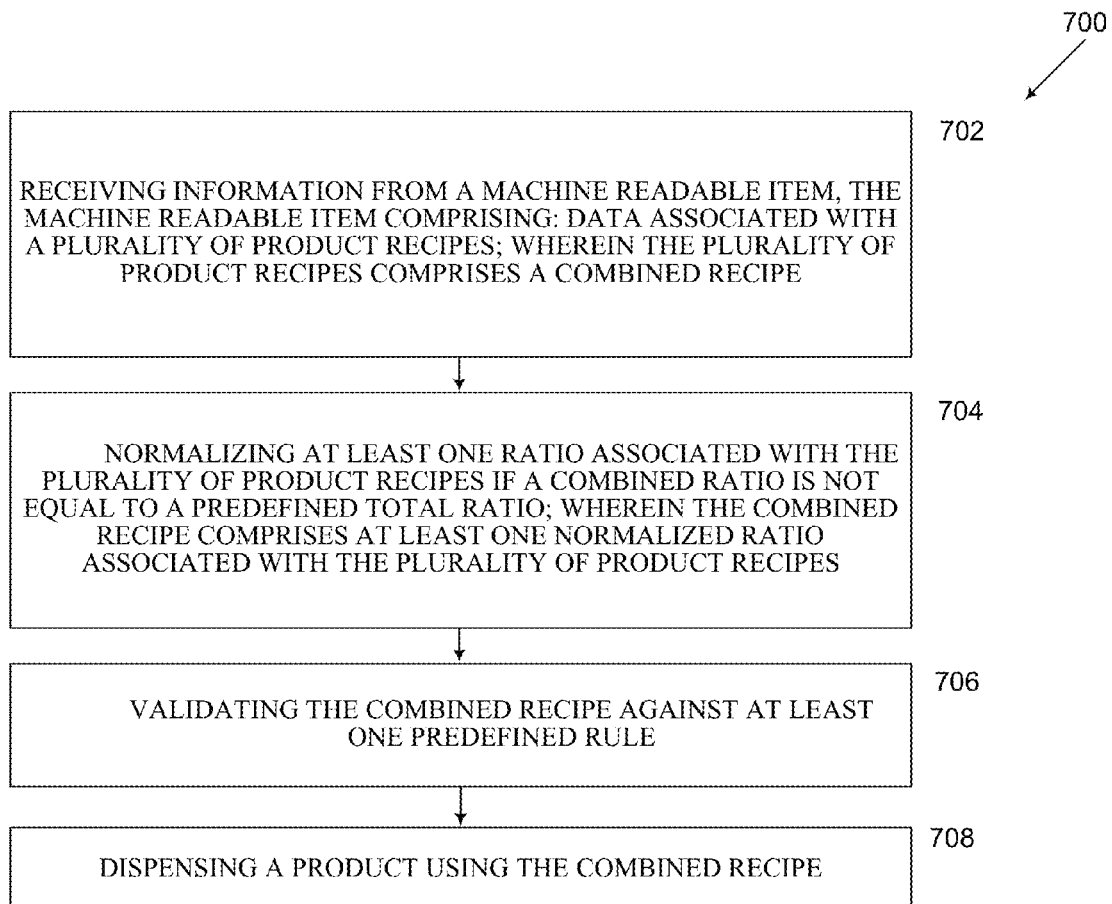 700
702
RECEIVING INFORMATION FROM A MACHINE READABLE ITEM, THE
MACHINE READABLE ITEM COMPRISING: DATA ASSOCIATED WITH
A PLURALITY OF PRODUCT RECIPES; WHEREIN THE PLURALITY OF
PRODUCT RECIPES COMPRISES A COMBINED RECIPE
704
NORMALIZING AT LEAST ONE RATIO ASSOCIATED WITH THE
PLURALITY OF PRODUCT RECIPES IF A COMBINED RATIO IS NOT
EQUAL TO A PREDEFINED TOTAL RATIO; WHEREIN THE COMBINED
RECIPE COMPRISES AT LEAST ONE NORMALIZED RATIO
ASSOCIATED WITH THE PLURALITY OF PRODUCT RECIPES
706
VALIDATING THE COMBINED RECIPE AGAINST AT LEAST
ONE PREDEFINED RULE
708
DISPENSING A PRODUCT USING THE COMBINED RECIPE